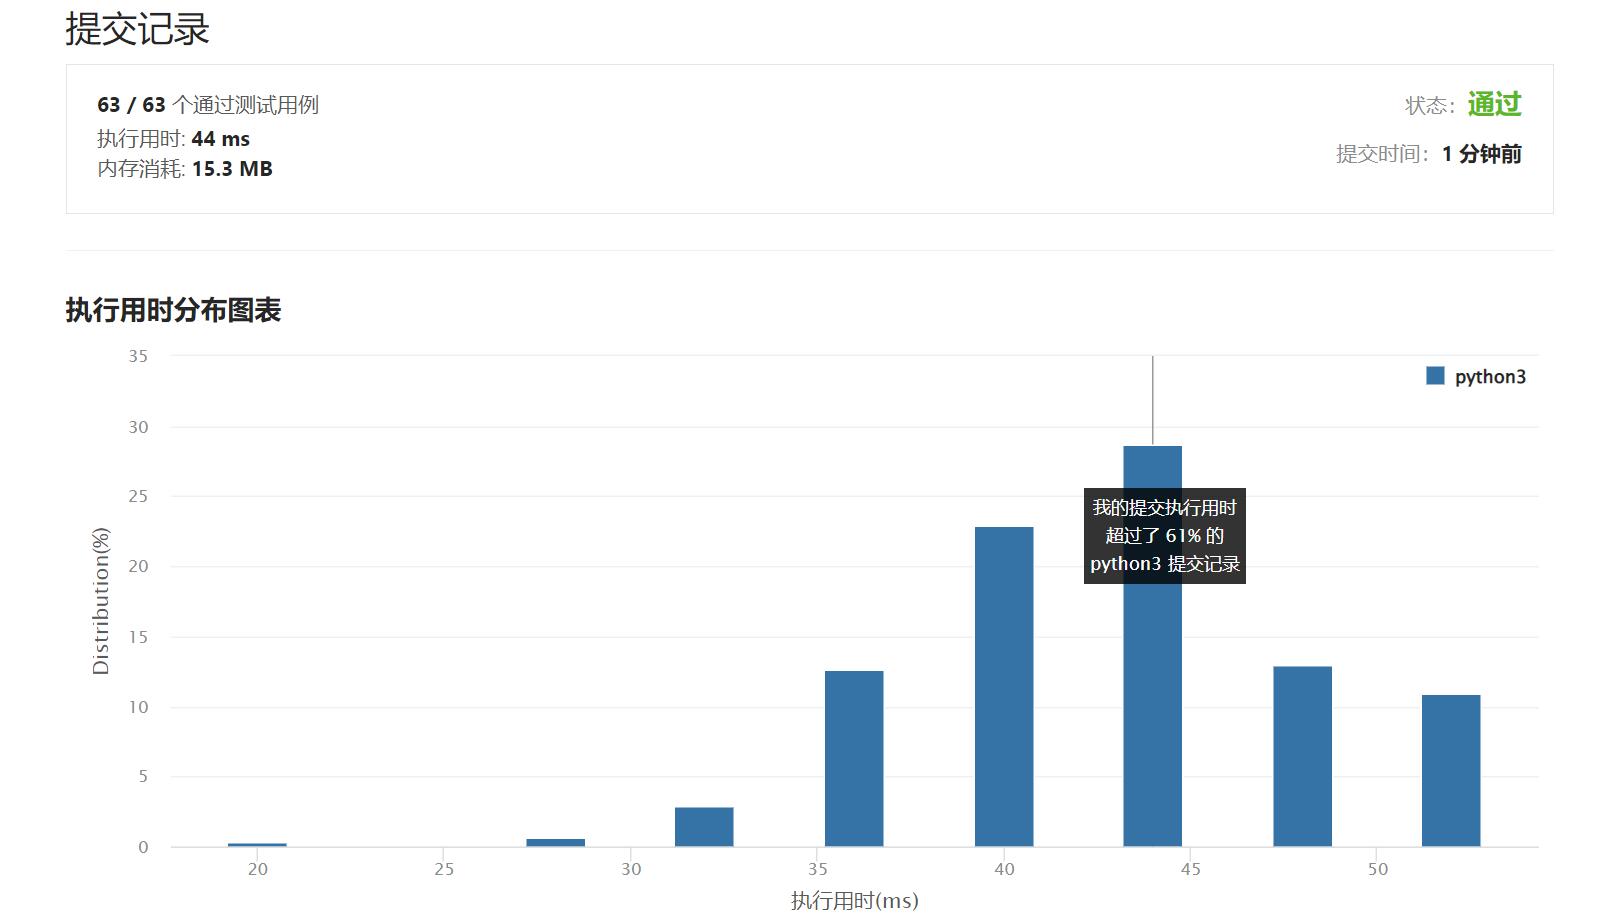 提交记录
63 / 63 个通过测试用例
状态：通过
执行用时: 44 ms
提交时间：1 分钟前
内存消耗: 15.3 MB
执行用时分布图表
35
python3
30
25
我的提交执行用时
超过了 61% 的
python3 提交记录
20
15
10
5
0
Distribution(%)
20 25 30 35 40 45 50
执行用时(ms)